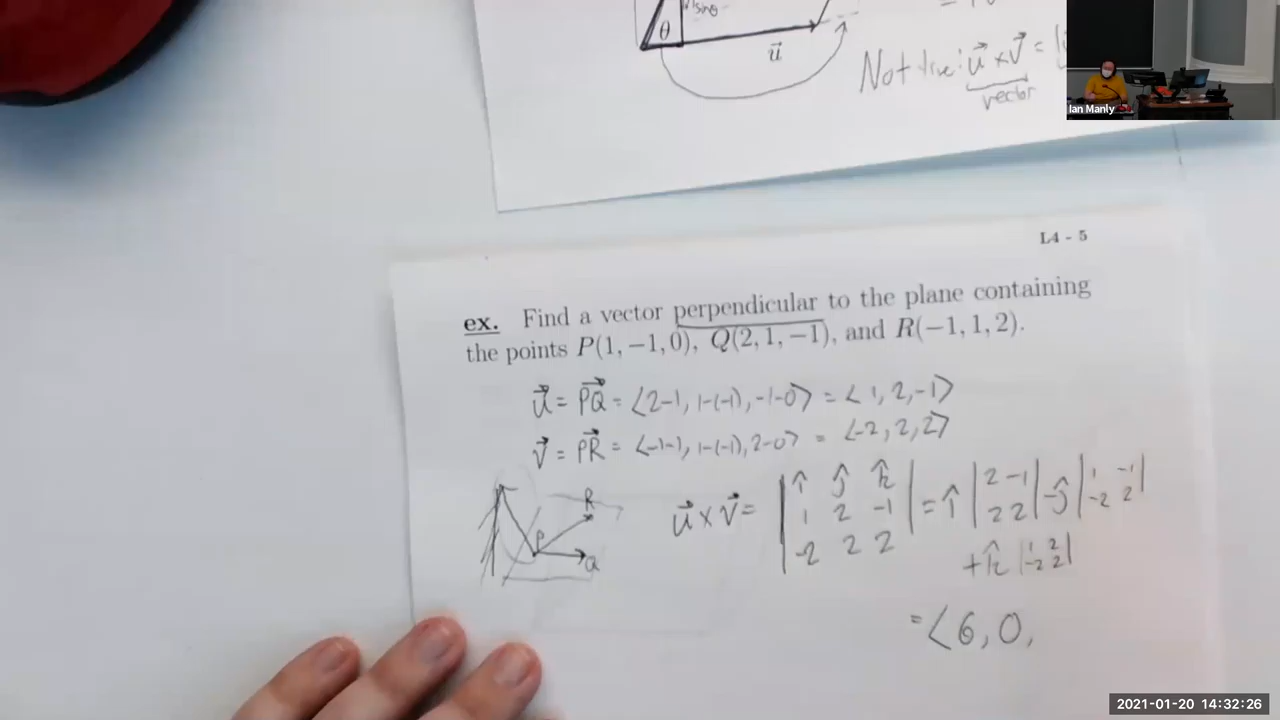 v sinθ
θ
u⃗
Not true: u⃗ × v⃗ =
vector
Ian Manly
L4 - 5
ex. Find a vector perpendicular to the plane containing
the points P(1, −1, 0), Q(2, 1, −1), and R(−1, 1, 2).
u⃗ = PQ⃗ = ⟨2-1, 1-(-1), -1-0⟩ = ⟨1, 2, -1⟩
v⃗ = PR⃗ = ⟨-1-1, 1-(-1), 2-0⟩ = ⟨-2, 2, 2⟩
R
P
Q
u⃗ × v⃗ = | î ĵ k̂ | = î | 2 -1 | - ĵ | 1 -1 |
| 1 2 -1 | | 2 2 | | -2 2 |
| -2 2 2 |
+ k̂ | 1 2 |
| -2 2 |
= ⟨6, 0,
2021-01-20 14:32:26